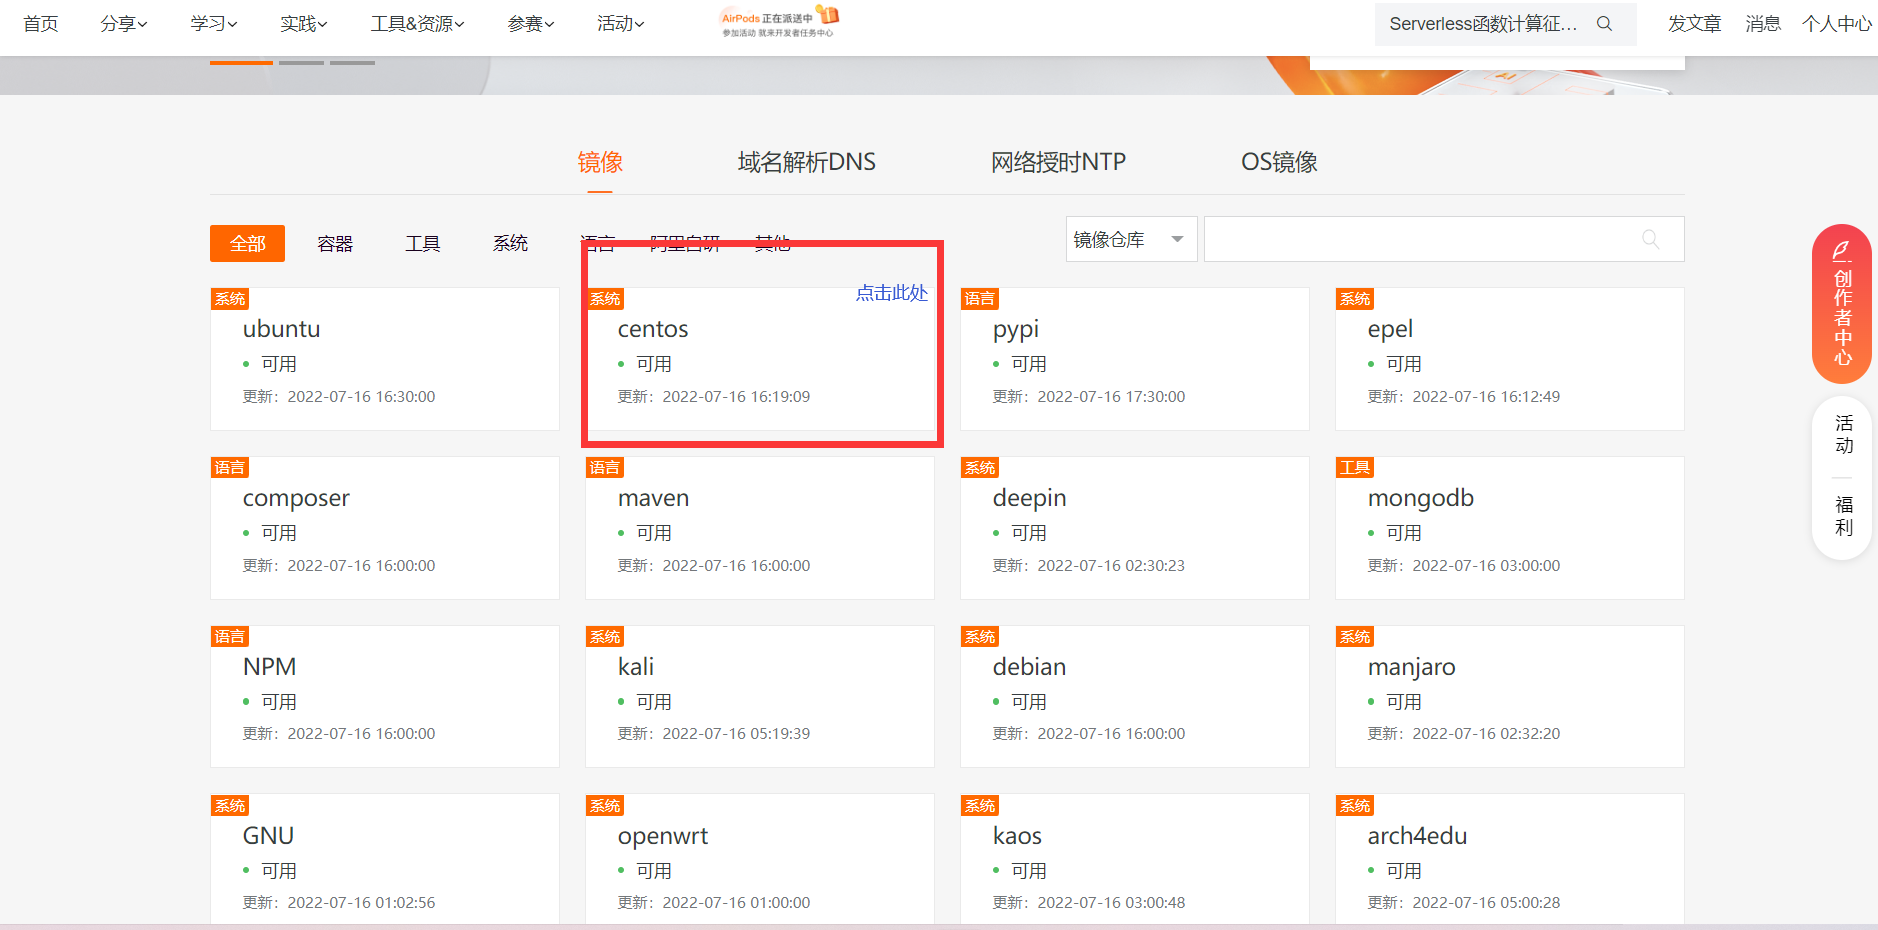 首页 分享 学习 实践 工具&资源 参赛 活动 AirPods 正在派送中 Serverless函数计算征... 发文章 消息 个人中心
参加活动 就来开发者任务中心
镜像 域名解析DNS 网络授时NTP OS镜像
全部 容器 工具 系统 语言 阿里自研 其他 镜像仓库
系统 系统 点击此处 语言 系统
ubuntu centos pypi epel
可用 可用 可用 可用
更新：2022-07-16 16:30:00 更新：2022-07-16 16:19:09 更新：2022-07-16 17:30:00 更新：2022-07-16 16:12:49
语言 语言 系统 工具
composer maven deepin mongodb
可用 可用 可用 可用
更新：2022-07-16 16:00:00 更新：2022-07-16 16:00:00 更新：2022-07-16 02:30:23 更新：2022-07-16 03:00:00
语言 系统 系统 系统
NPM kali debian manjaro
可用 可用 可用 可用
更新：2022-07-16 16:00:00 更新：2022-07-16 05:19:39 更新：2022-07-16 16:00:00 更新：2022-07-16 02:32:20
系统 系统 系统 系统
GNU openwrt kaos arch4edu
可用 可用 可用 可用
更新：2022-07-16 01:02:56 更新：2022-07-16 01:00:00 更新：2022-07-16 03:00:48 更新：2022-07-16 05:00:28
创作者中心
活动
福利